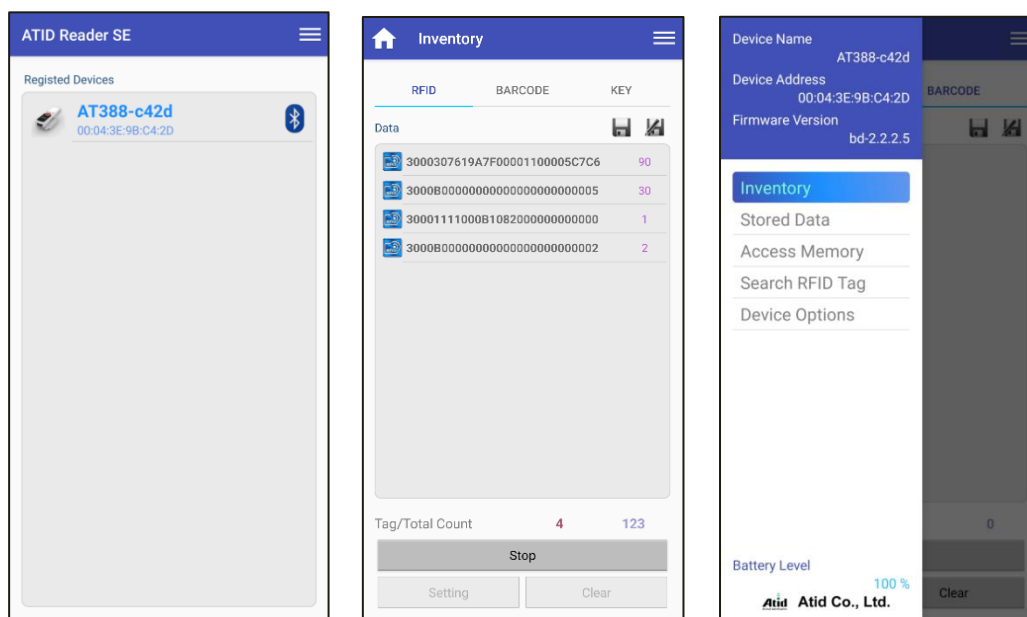 ATID Reader SE
Registed Devices
AT388-c42d
00:04:3E:9B:C4:2D
Inventory
RFID BARCODE KEY
Data
3000307619A7F00001100005C7C6 90
3000B00000000000000000000005 30
30001111000B1082000000000000 1
3000B00000000000000000000002 2
Tag/Total Count 4 123
Stop
Setting Clear
Device Name
AT388-c42d
Device Address
00:04:3E:9B:C4:2D
Firmware Version
bd-2.2.2.5
BARCODE
Inventory
Stored Data
Access Memory
Search RFID Tag
Device Options
0
Battery Level
100 %
Atid Atid Co., Ltd.
Clear